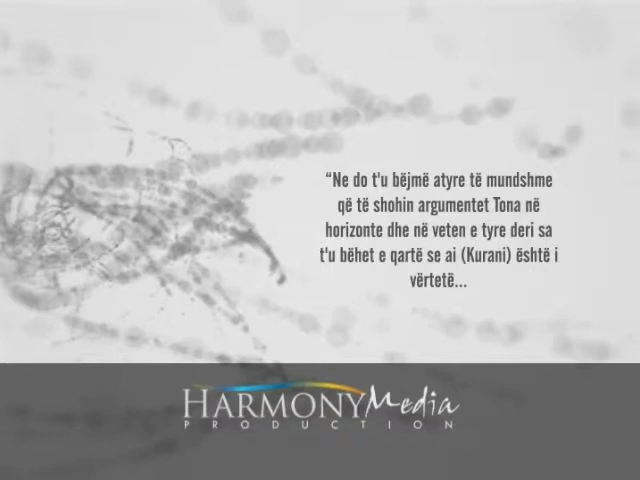 “Ne do t'u bëjmë atyre të mundshme
që të shohin argumentet Tona në
horizonte dhe në veten e tyre deri sa
t'u bëhet e qartë se ai (Kurani) është i
vërtetë...
HARMONY Media
PRODUCTION